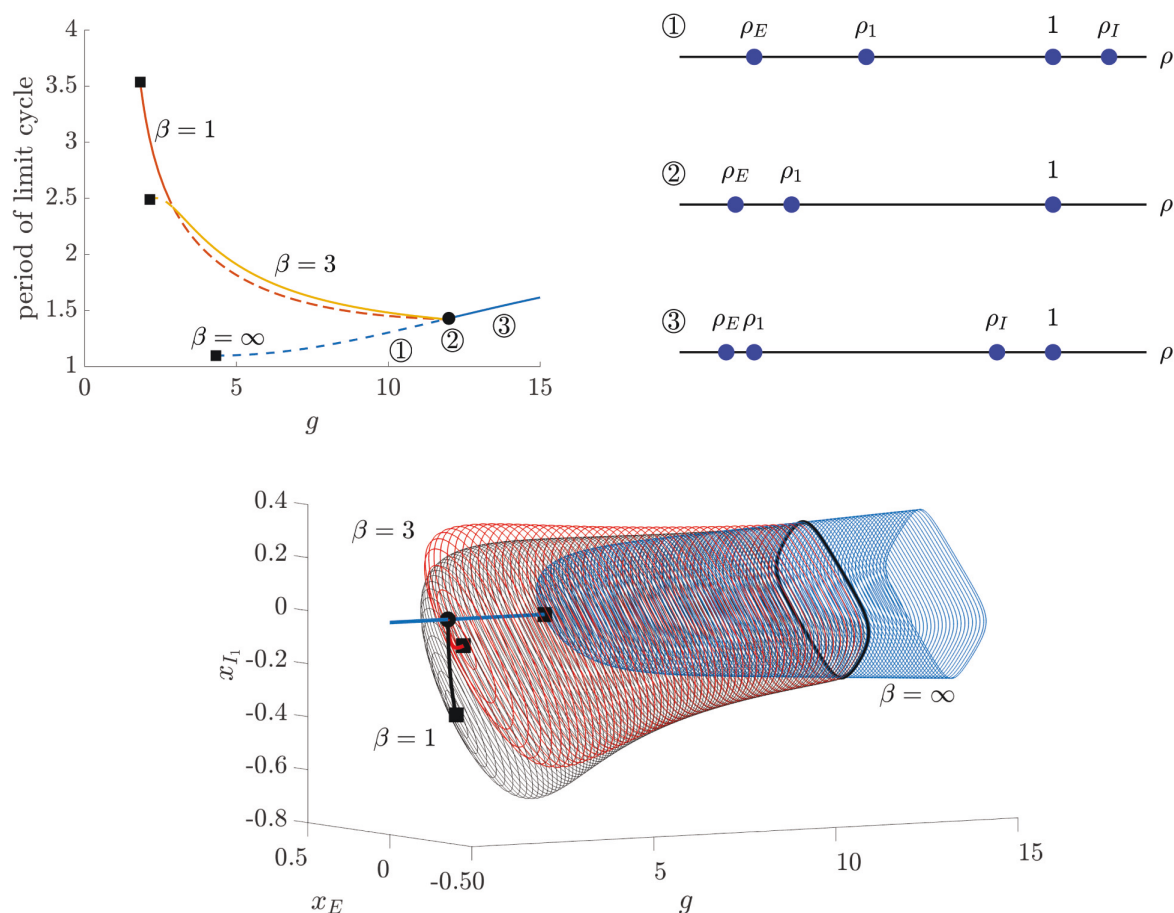 period of limit cycle
4
3.5
3
2.5
2
1.5
1
β = 1
β = 3
β = ∞
① ② ③
0 5 10 15
g
① ρ_E ρ_1 1 ρ_I ρ
② ρ_E ρ_1 1 ρ
③ ρ_E ρ_1 ρ_I 1 ρ
x_{I_1}
0.4
0.2
0
-0.2
-0.4
-0.6
-0.8
β = 3
β = 1
β = ∞
0.5 0 -0.50 5 10 15
x_E g